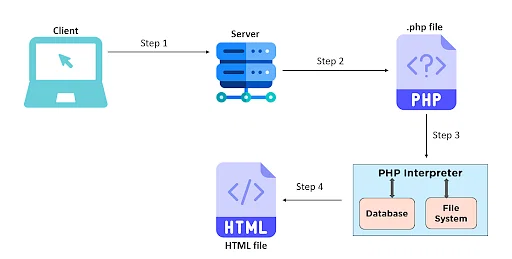 Client
Step 1
Server
Step 2
.php file
<?>
PHP
Step 3
PHP Interpreter
Database
File
System
Step 4
</>
HTML
HTML file